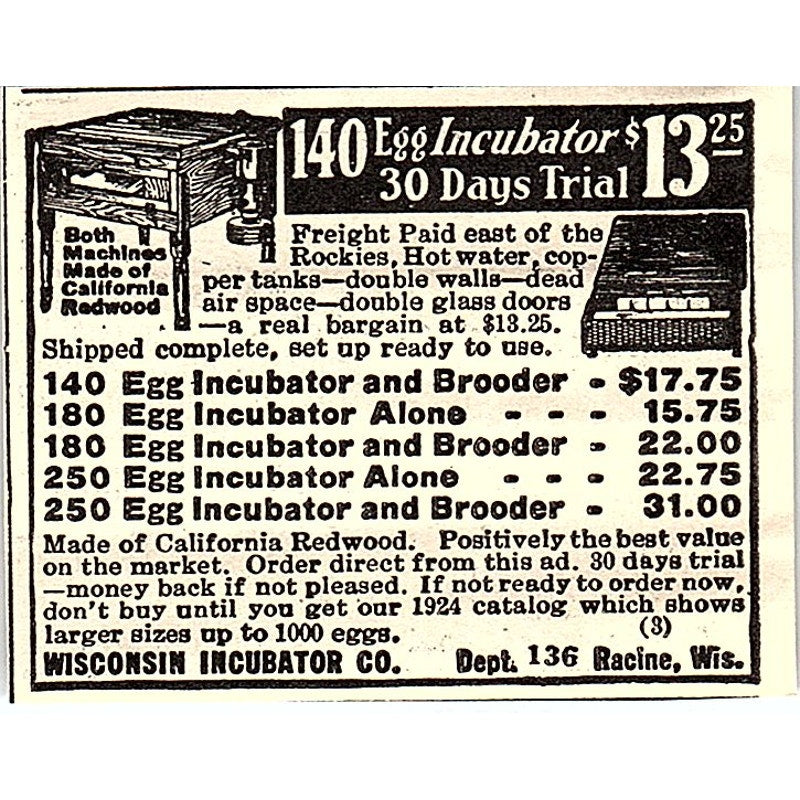 140 Egg Incubator $13.25
30 Days Trial
Both
Machines
Made of
California
Redwood
Freight Paid east of the
Rockies, Hot water, cop-
per tanks—double walls—dead
air space—double glass doors
—a real bargain at $13.25.
Shipped complete, set up ready to use.
140 Egg Incubator and Brooder - $17.75
180 Egg Incubator Alone - - - 15.75
180 Egg Incubator and Brooder - 22.00
250 Egg Incubator Alone - - - 22.75
250 Egg Incubator and Brooder - 31.00
Made of California Redwood. Positively the best value
on the market. Order direct from this ad. 30 days trial
—money back if not pleased. If not ready to order now,
don't buy until you get our 1924 catalog which shows
larger sizes up to 1000 eggs. (3)
WISCONSIN INCUBATOR CO. Dept. 136 Racine, Wis.